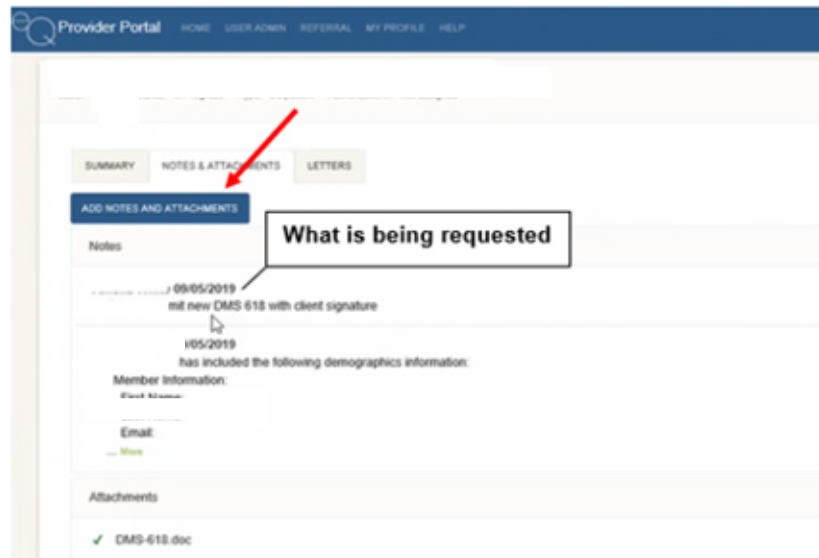 eQ Provider Portal HOME USER ADMIN REFERRAL MY PROFILE HELP
SUMMARY NOTES & ATTACHMENTS LETTERS
ADD NOTES AND ATTACHMENTS
What is being requested
Notes
09/05/2019
mit new DMS 618 with client signature
/05/2019
has included the following demographics information:
Member Information:
First Name:
Email:
... More
Attachments
✓ DMS-618.doc